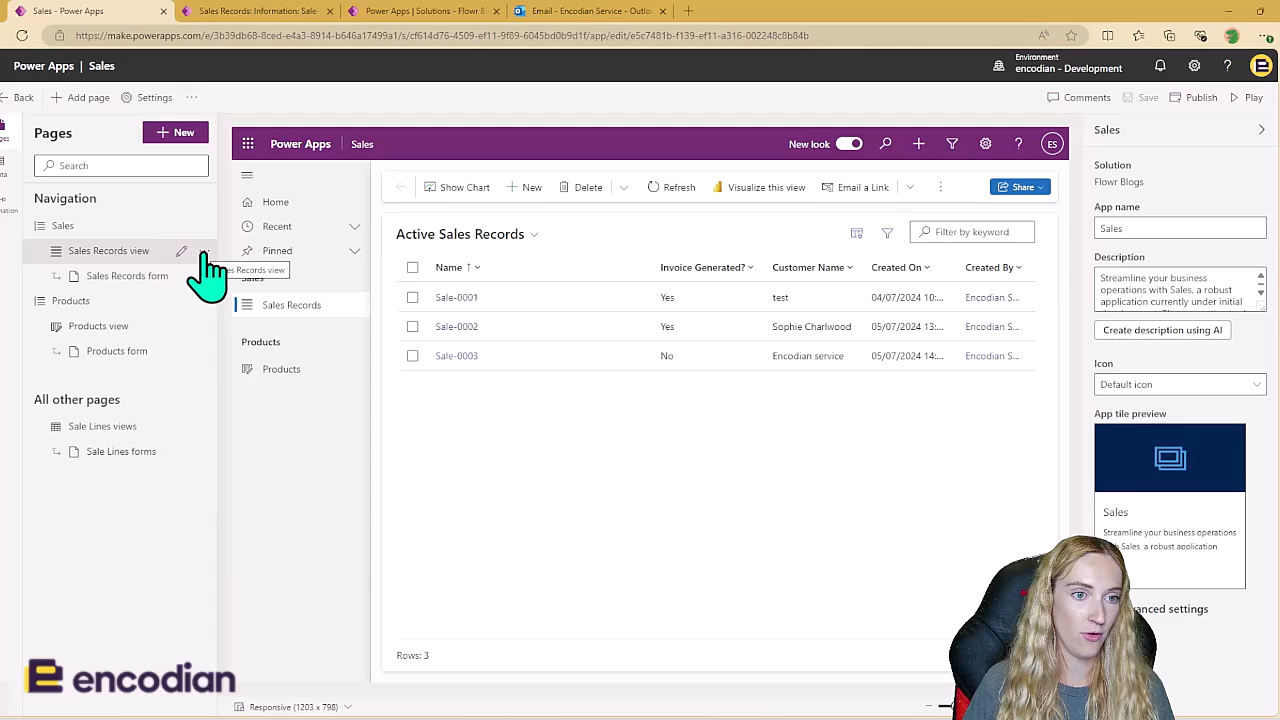 Sales - Power Apps
Sales Records: Information: Sale-
Power Apps | Solutions - Flowr B
Email - Encodian Service - Outlo
https://make.powerapps.com/e/3b39db68-8ced-e4a3-8914-b646a17499a1/s/cf614d76-4509-ef11-9f89-6045bd0b9d1f/app/edit/e5c7481b-f139-ef11-a316-002248c8b84b
Power Apps | Sales
Environment
encodian - Development
Back
Add page
Settings
Comments
Save
Publish
Play
Pages
New
Search
Navigation
Sales
Sales Records view
Sales Records form
Products
Products view
Products form
All other pages
Sale Lines views
Sale Lines forms
Power Apps
Sales
New look
ES
Home
Recent
Pinned
Sales
Sales Records
Products
Products
Show Chart
New
Delete
Refresh
Visualize this view
Email a Link
Share
Active Sales Records
Filter by keyword
Name Invoice Generated? Customer Name Created On Created By
Sale-0001 Yes test 04/07/2024 10:... Encodian S...
Sale-0002 Yes Sophie Charlwood 05/07/2024 13:... Encodian S...
Sale-0003 No Encodian service 05/07/2024 14:... Encodian S...
Rows: 3
Responsive (1203 x 798)
Sales
Solution
Flowr Blogs
App name
Sales
Description
Streamline your business
operations with Sales, a robust
application currently under initial
Create description using AI
Icon
Default icon
App tile preview
Sales
Streamline your business operations
Sales, a robust application
settings
encodian